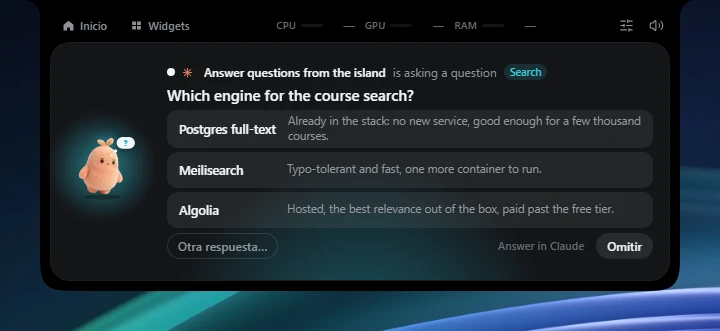 Inicio
Widgets
CPU — GPU — RAM —
Answer questions from the island is asking a question Search
Which engine for the course search?
Postgres full-text Already in the stack: no new service, good enough for a few thousand
courses.
Meilisearch Typo-tolerant and fast, one more container to run.
Algolia Hosted, the best relevance out of the box, paid past the free tier.
Otra respuesta... Answer in Claude Omitir
?